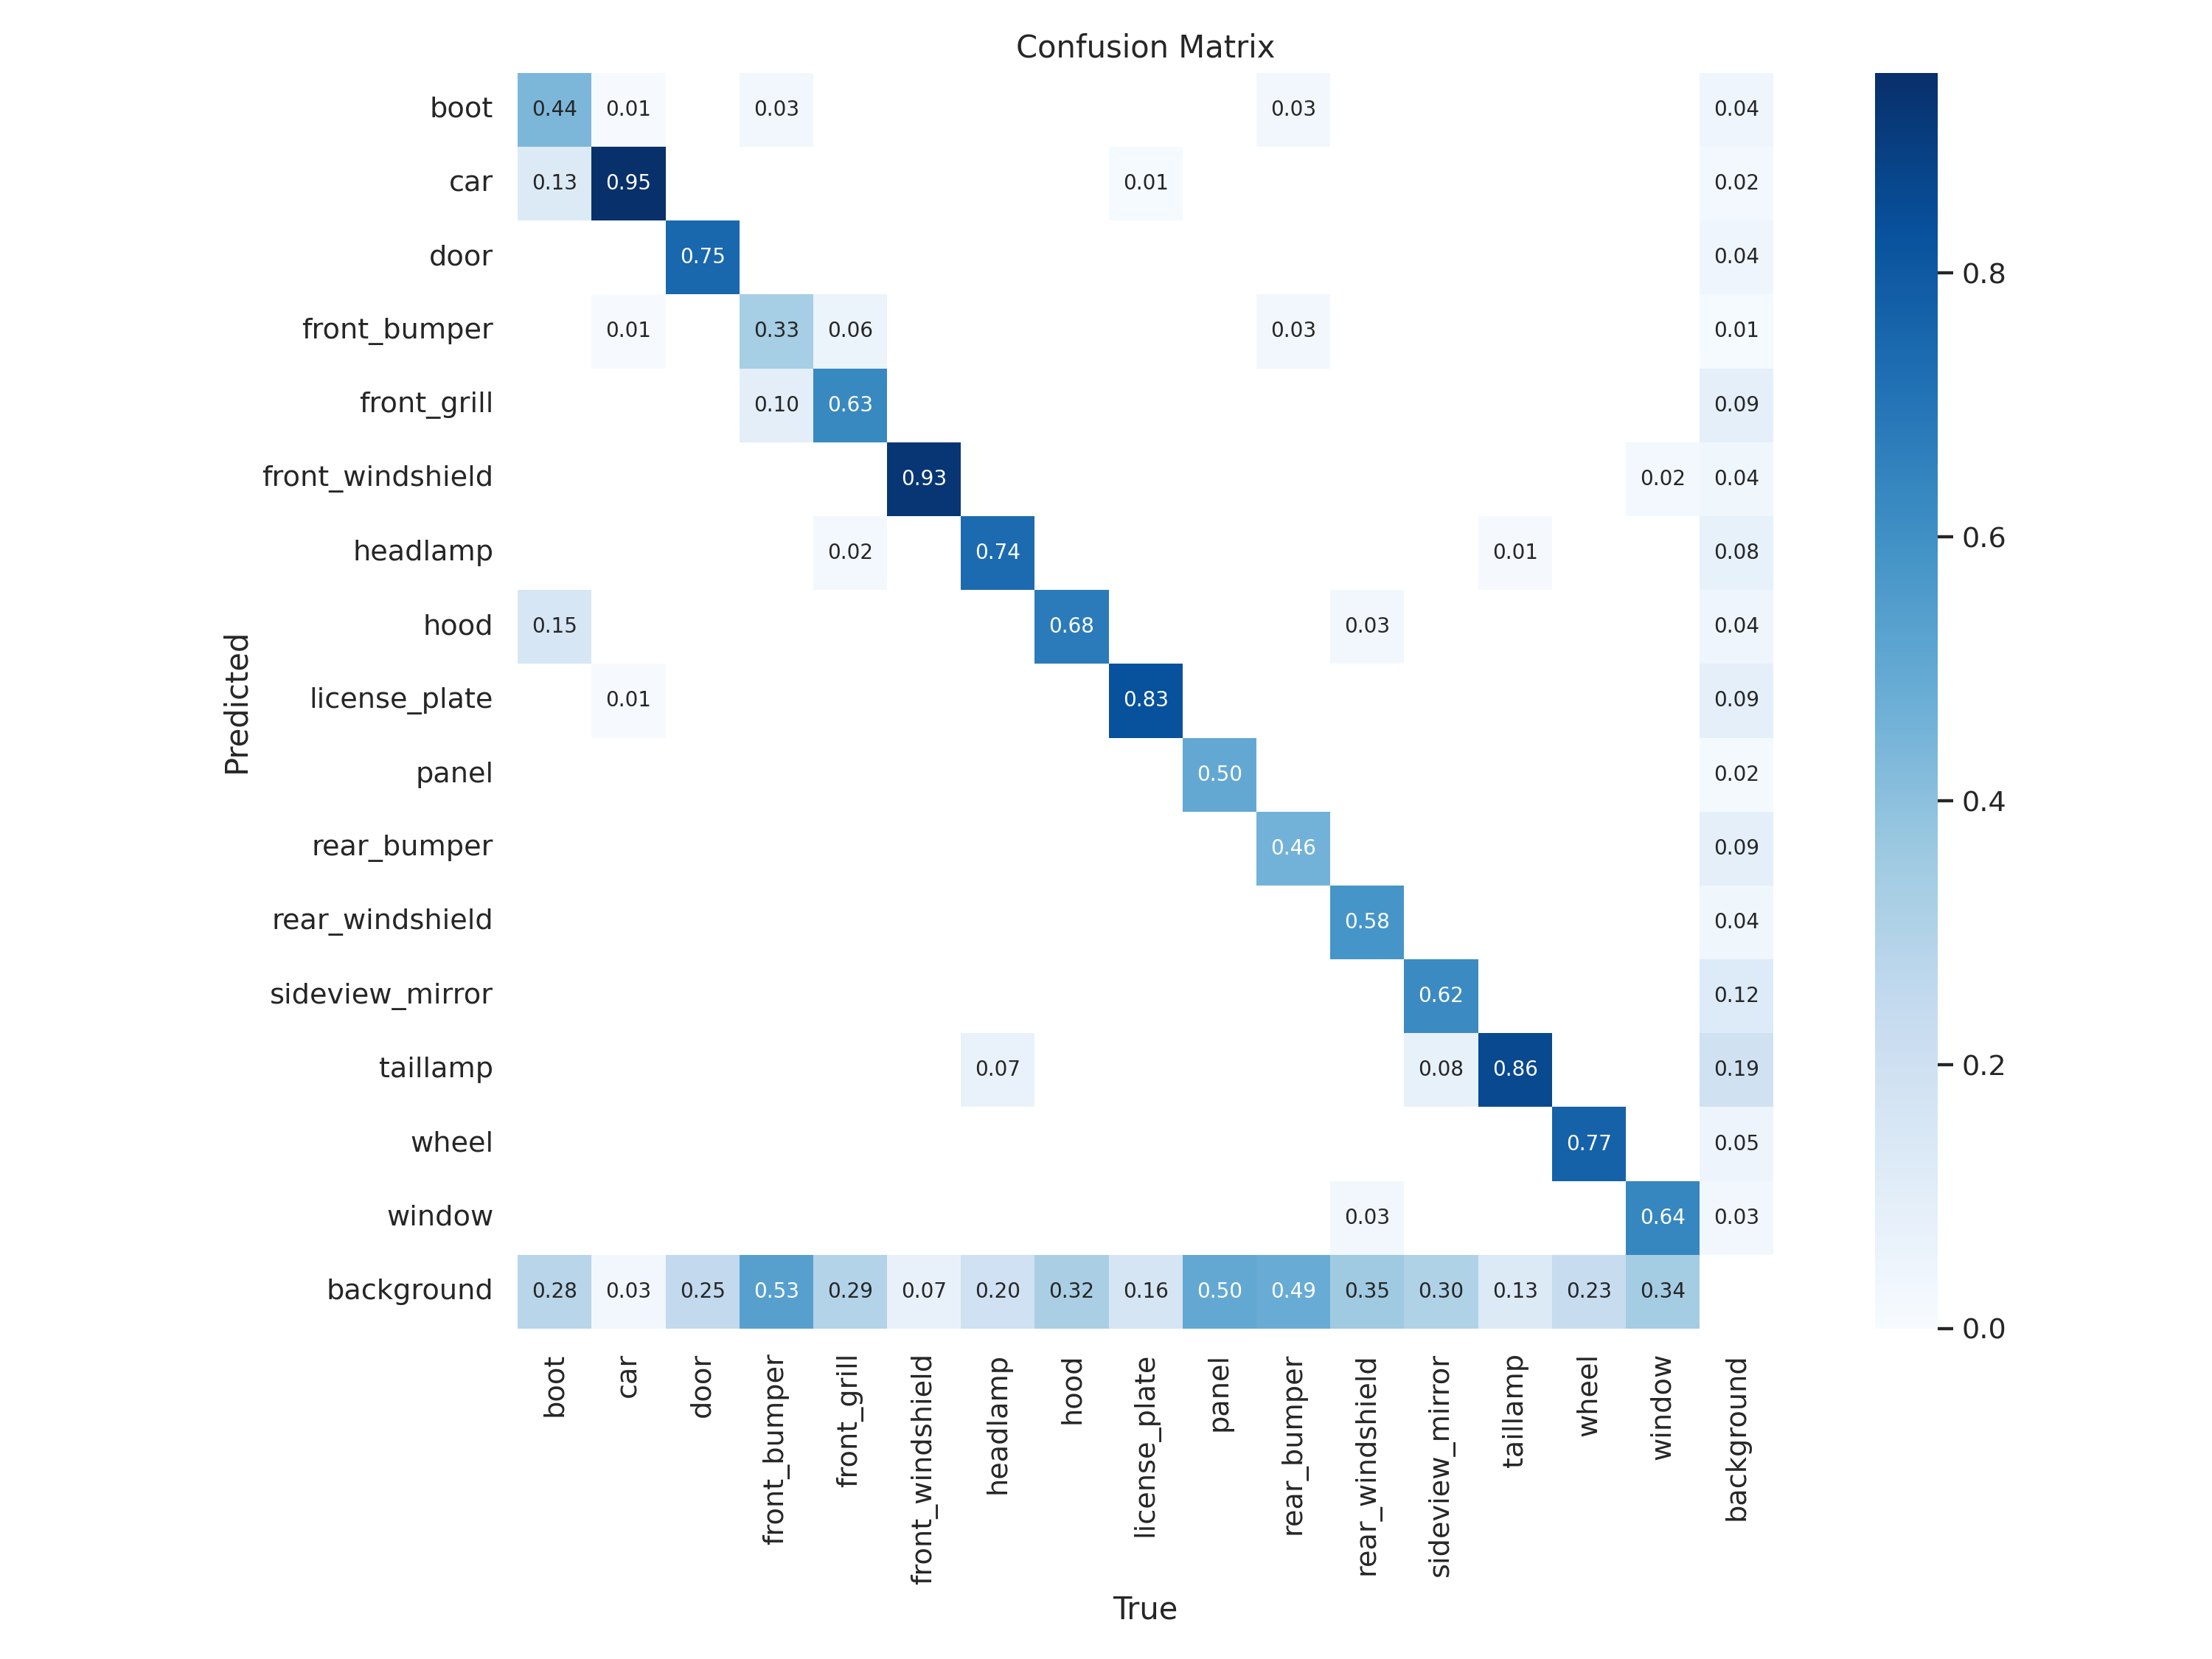 Confusion Matrix
boot 0.44 0.01 0.03 0.03 0.04
car 0.13 0.95 0.01 0.02
door 0.75 0.04
front_bumper 0.01 0.33 0.06 0.03 0.01
front_grill 0.10 0.63 0.09
front_windshield 0.93 0.02 0.04
headlamp 0.02 0.74 0.01 0.08
hood 0.15 0.68 0.03 0.04
license_plate 0.01 0.83 0.09
panel 0.50 0.02
rear_bumper 0.46 0.09
rear_windshield 0.58 0.04
sideview_mirror 0.62 0.12
taillamp 0.07 0.08 0.86 0.19
wheel 0.77 0.05
window 0.03 0.64 0.03
background 0.28 0.03 0.25 0.53 0.29 0.07 0.20 0.32 0.16 0.50 0.49 0.35 0.30 0.13 0.23 0.34
Predicted
boot
car
door
front_bumper
front_grill
front_windshield
headlamp
hood
license_plate
panel
rear_bumper
rear_windshield
sideview_mirror
taillamp
wheel
window
background
True
0.8
0.6
0.4
0.2
0.0